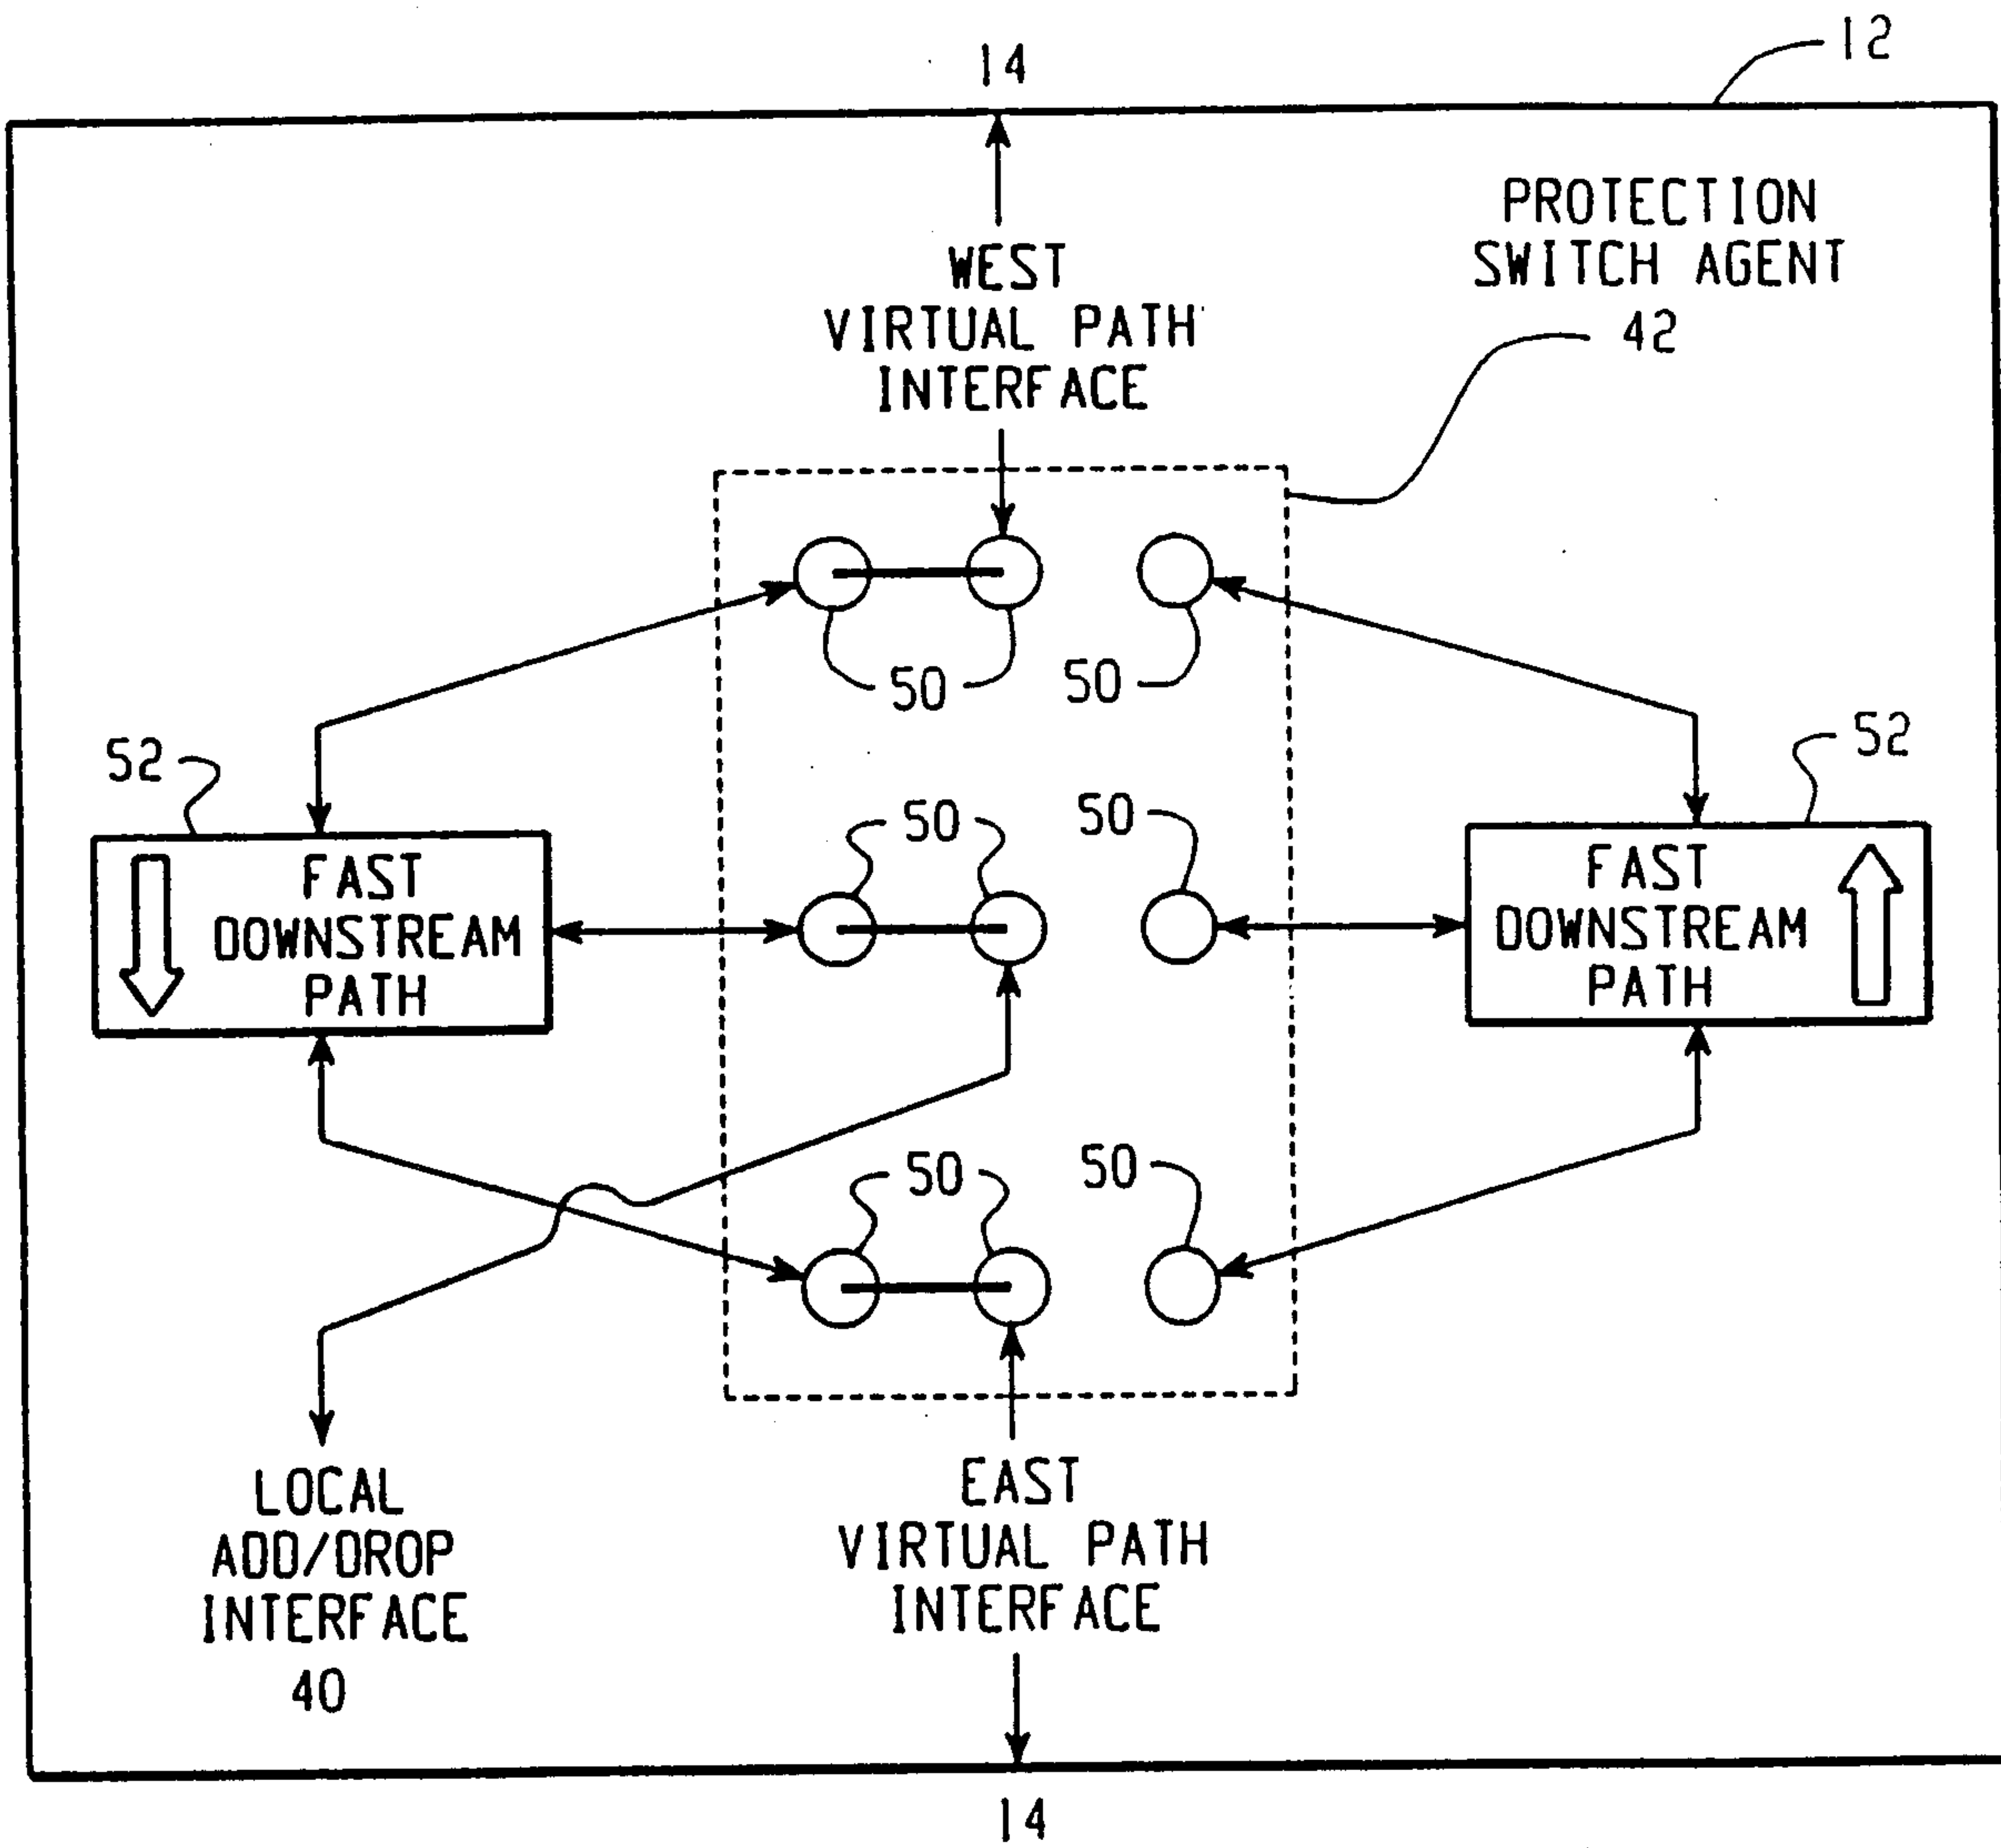 12
14
PROTECTION
SWITCH AGENT
42
WEST
VIRTUAL PATH
INTERFACE
50
50
52
52
50
50
FAST
DOWNSTREAM
PATH
FAST
DOWNSTREAM
PATH
50
50
LOCAL
ADD/DROP
INTERFACE
40
EAST
VIRTUAL PATH
INTERFACE
14